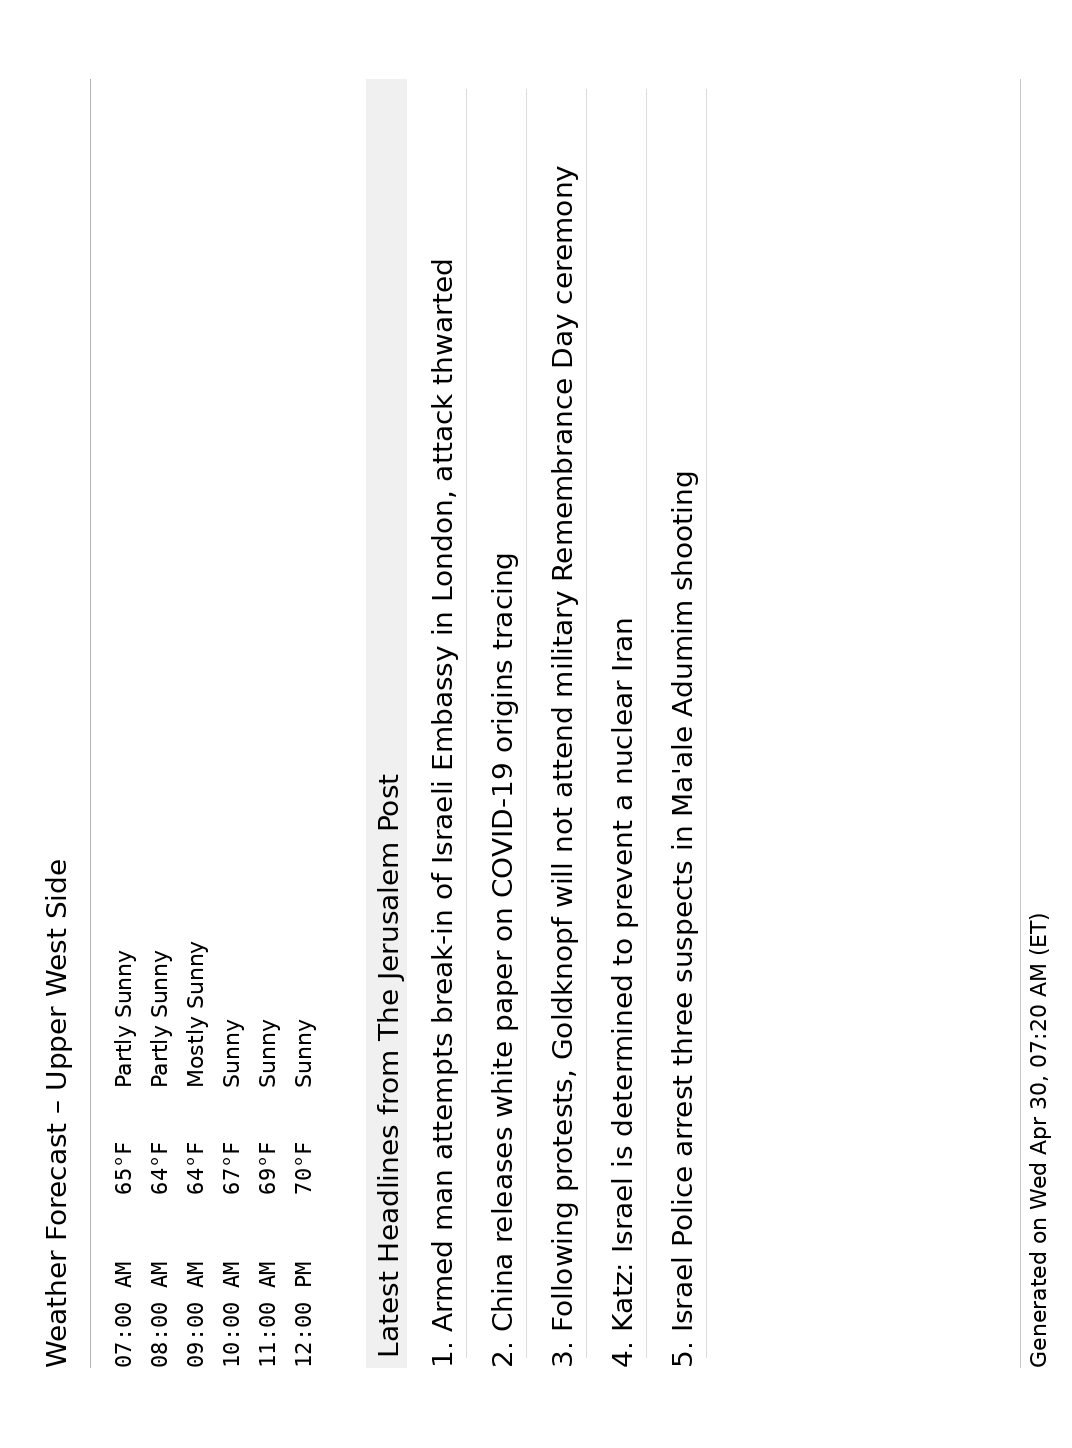 Weather Forecast – Upper West Side
07:00 AM 65°F Partly Sunny
08:00 AM 64°F Partly Sunny
09:00 AM 64°F Mostly Sunny
10:00 AM 67°F Sunny
11:00 AM 69°F Sunny
12:00 PM 70°F Sunny
Latest Headlines from The Jerusalem Post
1. Armed man attempts break-in of Israeli Embassy in London, attack thwarted
2. China releases white paper on COVID-19 origins tracing
3. Following protests, Goldknopf will not attend military Remembrance Day ceremony
4. Katz: Israel is determined to prevent a nuclear Iran
5. Israel Police arrest three suspects in Ma'ale Adumim shooting
Generated on Wed Apr 30, 07:20 AM (ET)